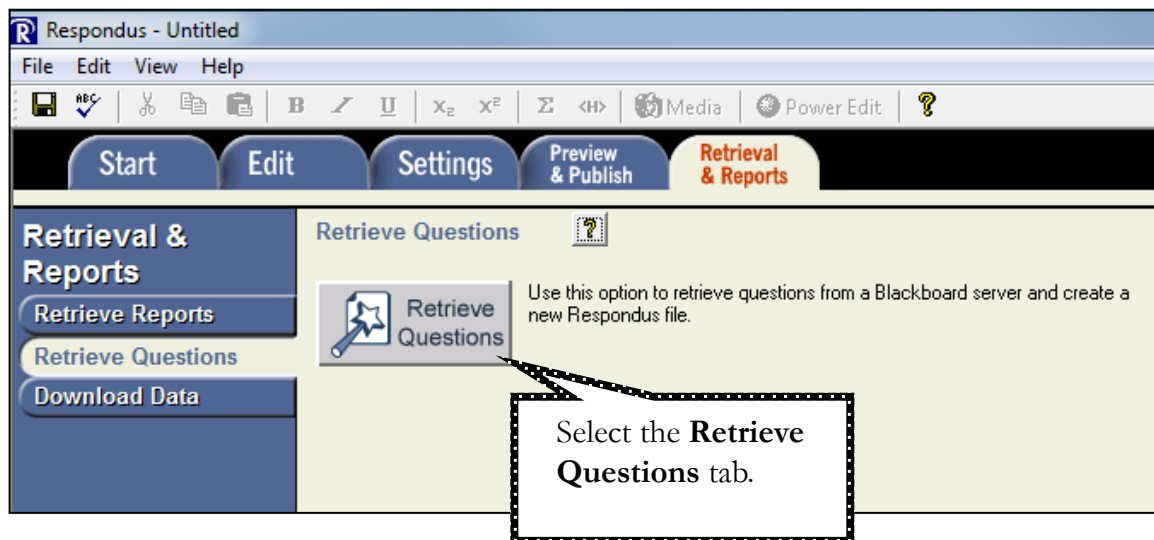 Respondus - Untitled
File Edit View Help
ABC B I U X₂ X² Σ <H> Media Power Edit ?
Start Edit Settings Preview & Publish Retrieval & Reports
Retrieval & Reports
Retrieve Reports
Retrieve Questions
Download Data
Retrieve Questions ?
Retrieve Questions
Use this option to retrieve questions from a Blackboard server and create a
new Respondus file.
Select the Retrieve
Questions tab.